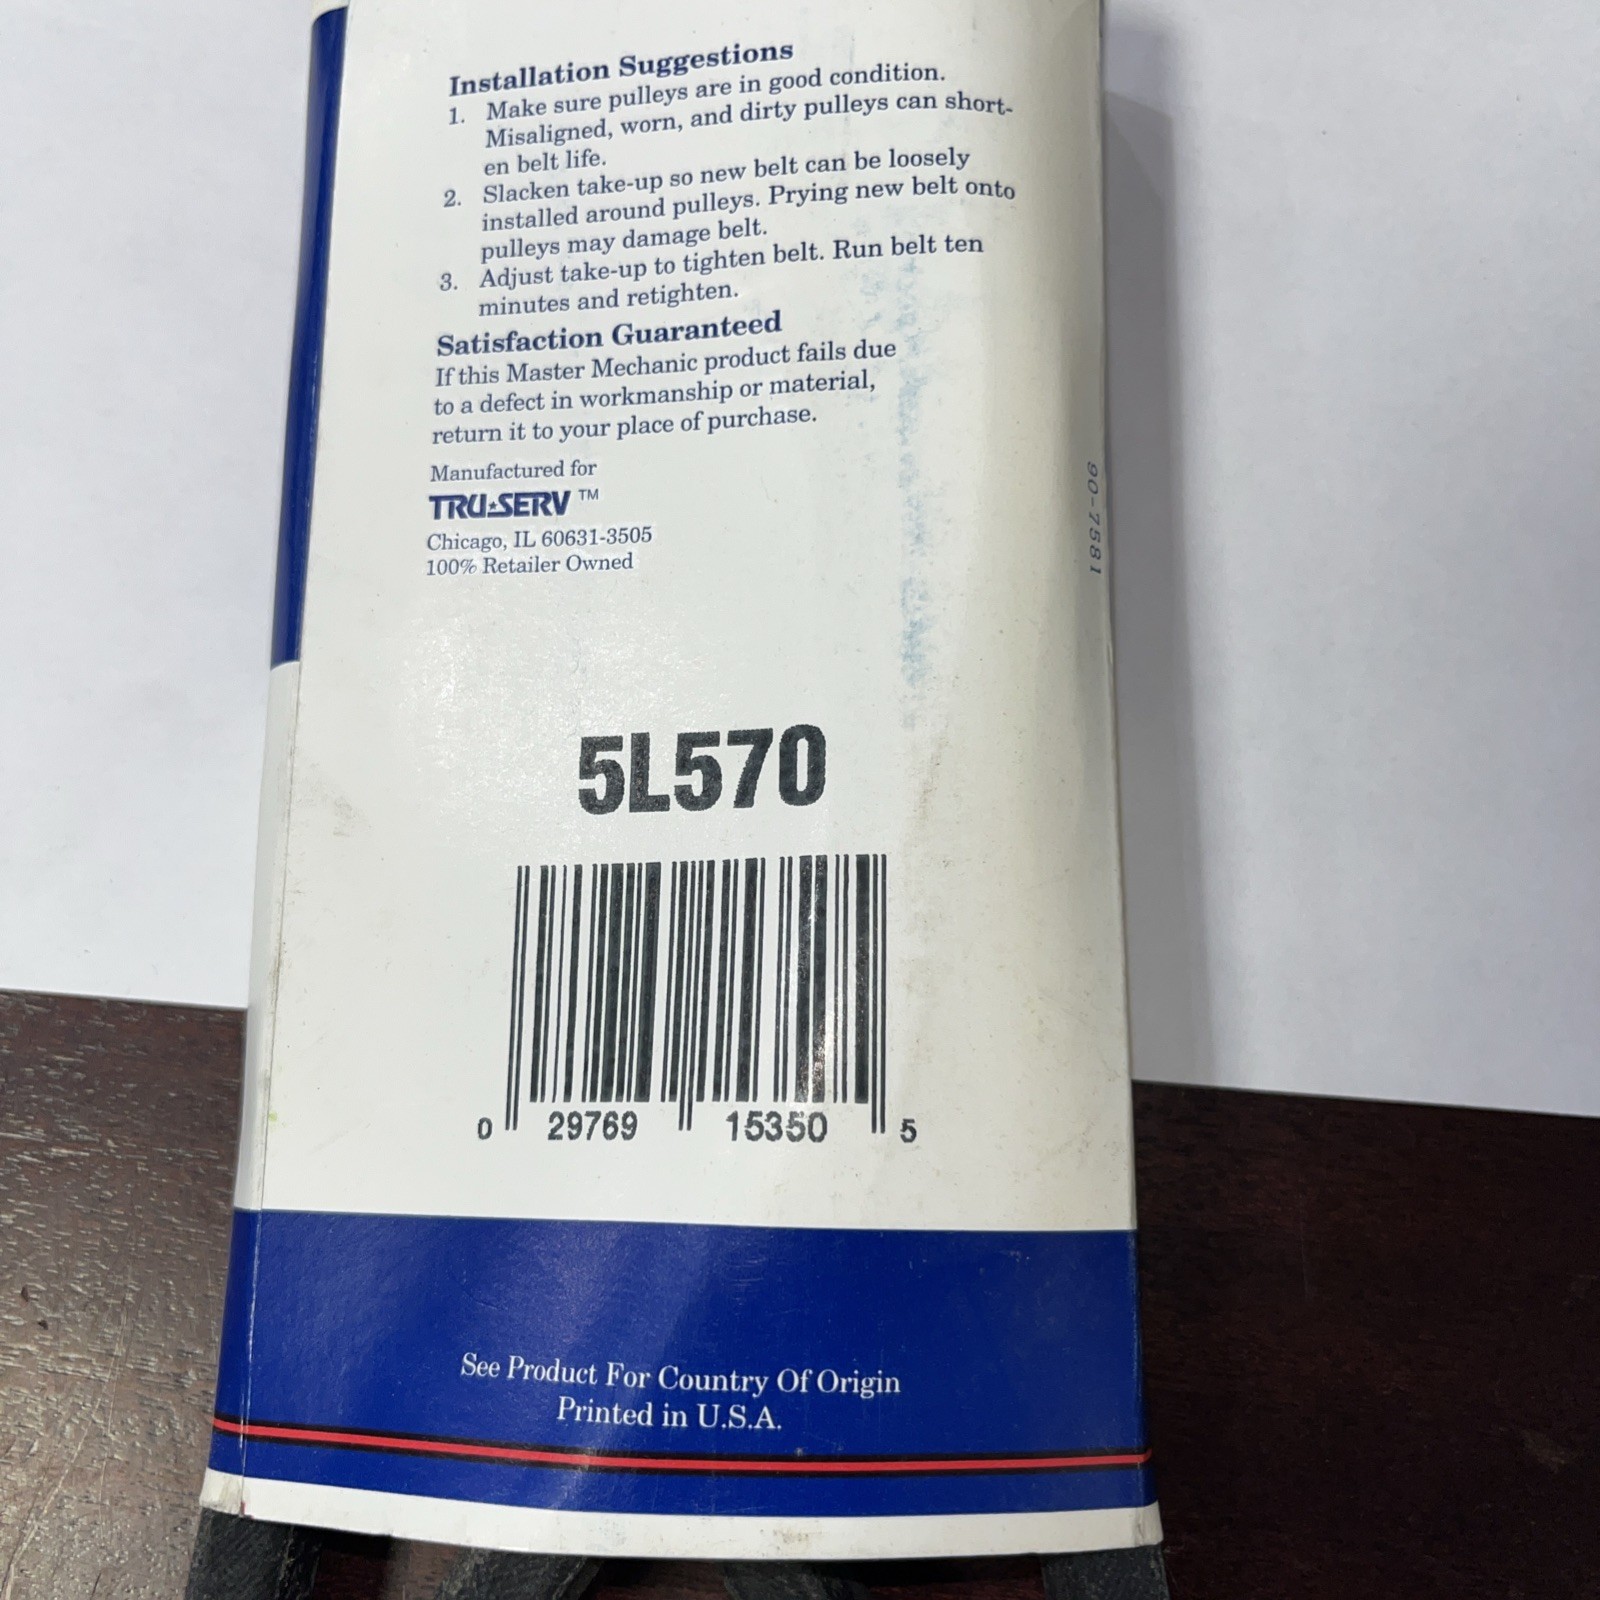 Installation Suggestions
1. Make sure pulleys are in good condition.
Misaligned, worn, and dirty pulleys can short-
en belt life.
2. Slacken take-up so new belt can be loosely
installed around pulleys. Prying new belt onto
pulleys may damage belt.
3. Adjust take-up to tighten belt. Run belt ten
minutes and retighten.
Satisfaction Guaranteed
If this Master Mechanic product fails due
to a defect in workmanship or material,
return it to your place of purchase.
Manufactured for
TRU★SERV™
Chicago, IL 60631-3505
100% Retailer Owned
90-7581
5L570
0 29769 15350 5
See Product For Country Of Origin
Printed in U.S.A.